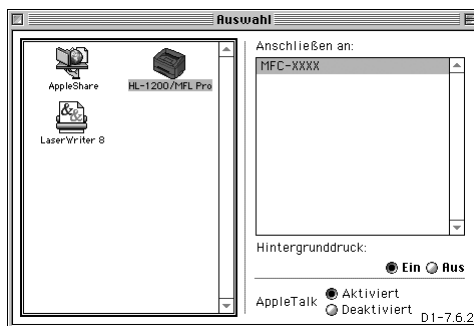 Auswahl
AppleShare
HL-1200/MFL Pro
LaserWriter 8
Anschließen an:
MFC-XXXX
Hintergrunddruck:
Ein Aus
AppleTalk
Aktiviert
Deaktiviert
D1-7.6.2